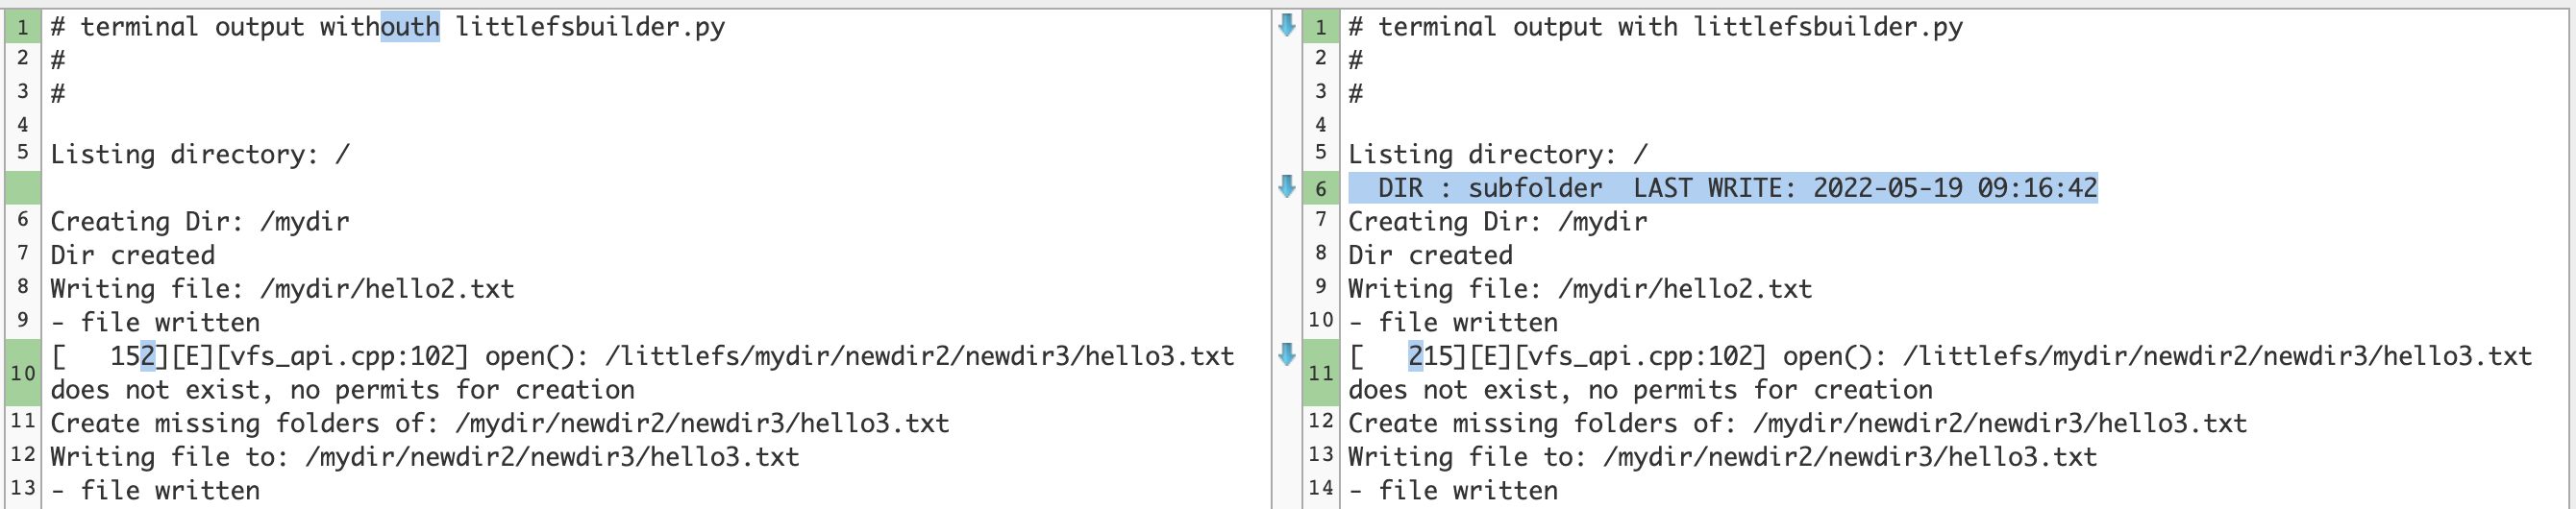 1 # terminal output withouth littlefsbuilder.py
2 #
3 #
4
5 Listing directory: /
6 Creating Dir: /mydir
7 Dir created
8 Writing file: /mydir/hello2.txt
9 - file written
10 [   152][E][vfs_api.cpp:102] open(): /littlefs/mydir/newdir2/newdir3/hello3.txt
does not exist, no permits for creation
11 Create missing folders of: /mydir/newdir2/newdir3/hello3.txt
12 Writing file to: /mydir/newdir2/newdir3/hello3.txt
13 - file written
1 # terminal output with littlefsbuilder.py
2 #
3 #
4
5 Listing directory: /
6   DIR : subfolder  LAST WRITE: 2022-05-19 09:16:42
7 Creating Dir: /mydir
8 Dir created
9 Writing file: /mydir/hello2.txt
10 - file written
11 [   215][E][vfs_api.cpp:102] open(): /littlefs/mydir/newdir2/newdir3/hello3.txt
does not exist, no permits for creation
12 Create missing folders of: /mydir/newdir2/newdir3/hello3.txt
13 Writing file to: /mydir/newdir2/newdir3/hello3.txt
14 - file written